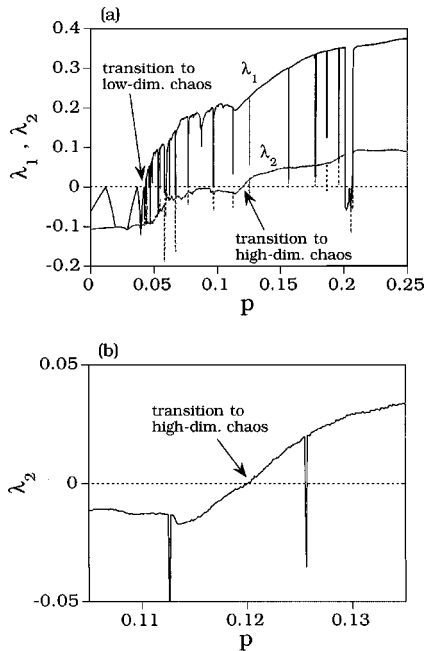 (a)
0.4
0.3
0.2
0.1
0
-0.1
-0.2
λ1 , λ2
transition to
low-dim. chaos
λ1
λ2
transition to
high-dim. chaos
0 0.05 0.1 0.15 0.2 0.25
p
(b)
0.05
0
-0.05
λ2
transition to
high-dim. chaos
0.11 0.12 0.13
p